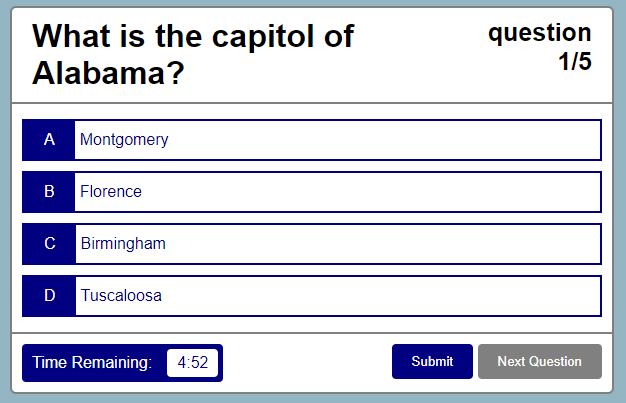 What is the capitol of
Alabama?
question
1/5
A Montgomery
B Florence
C Birmingham
D Tuscaloosa
Time Remaining: 4:52
Submit
Next Question